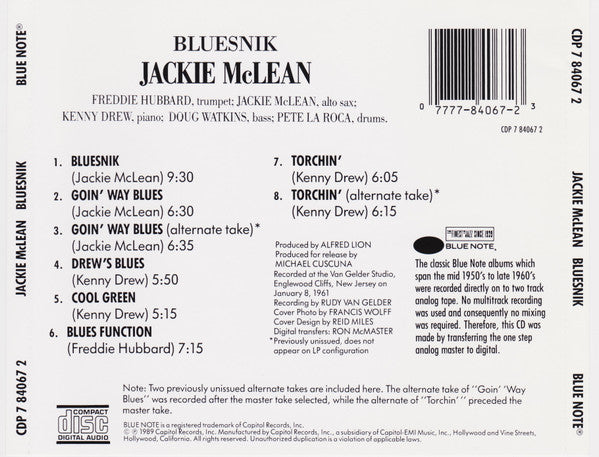 BLUE NOTE®
JACKIE McLEAN BLUESNIK
CDP 7 84067 2
BLUESNIK
JACKIE McLEAN
FREDDIE HUBBARD, trumpet; JACKIE McLEAN, alto sax;
KENNY DREW, piano; DOUG WATKINS, bass; PETE LA ROCA, drums.
0 7777-84067-2 3
CDP 7 84067 2
1. BLUESNIK
(Jackie McLean) 9:30
2. GOIN' WAY BLUES
(Jackie McLean) 6:30
3. GOIN' WAY BLUES (alternate take)*
(Jackie McLean) 6:35
4. DREW'S BLUES
(Kenny Drew) 5:50
5. COOL GREEN
(Kenny Drew) 6:15
6. BLUES FUNCTION
(Freddie Hubbard) 7:15
7. TORCHIN'
(Kenny Drew) 6:05
8. TORCHIN' (alternate take)*
(Kenny Drew) 6:15
Produced by ALFRED LION
Produced for release by
MICHAEL CUSCUNA
Recorded at the Van Gelder Studio,
Englewood Cliffs, New Jersey on
January 8, 1961
Recording by RUDY VAN GELDER
Cover Photo by FRANCIS WOLFF
Cover Design by REID MILES
Digital transfers: RON McMASTER
*Previously unissued, does not
appear on LP configuration
THE FINEST IN JAZZ SINCE 1939
BLUE NOTE®
The classic Blue Note albums which
span the mid 1950's to late 1960's
were recorded directly on to two track
analog tape. No multitrack recording
was used and consequently no mixing
was required. Therefore, this CD was
made by transferring the one step
analog master to digital.
Note: Two previously unissued alternate takes are included here. The alternate take of ''Goin' 'Way
Blues'' was recorded after the master take selected, while the alternate of ''Torchin' '' preceded the
master take.
COMPACT
disc
DIGITAL AUDIO
BLUE NOTE is a registered trademark of Capitol Records, Inc.
© ℗ 1989 Capitol Records, Inc. Manufactured by Capitol Records, Inc., a subsidiary of Capitol-EMI Music, Inc., Hollywood and Vine Streets,
Hollywood, California. All rights reserved. Unauthorized duplication is a violation of applicable laws.
CDP 7 84067 2
JACKIE McLEAN BLUESNIK
BLUE NOTE®